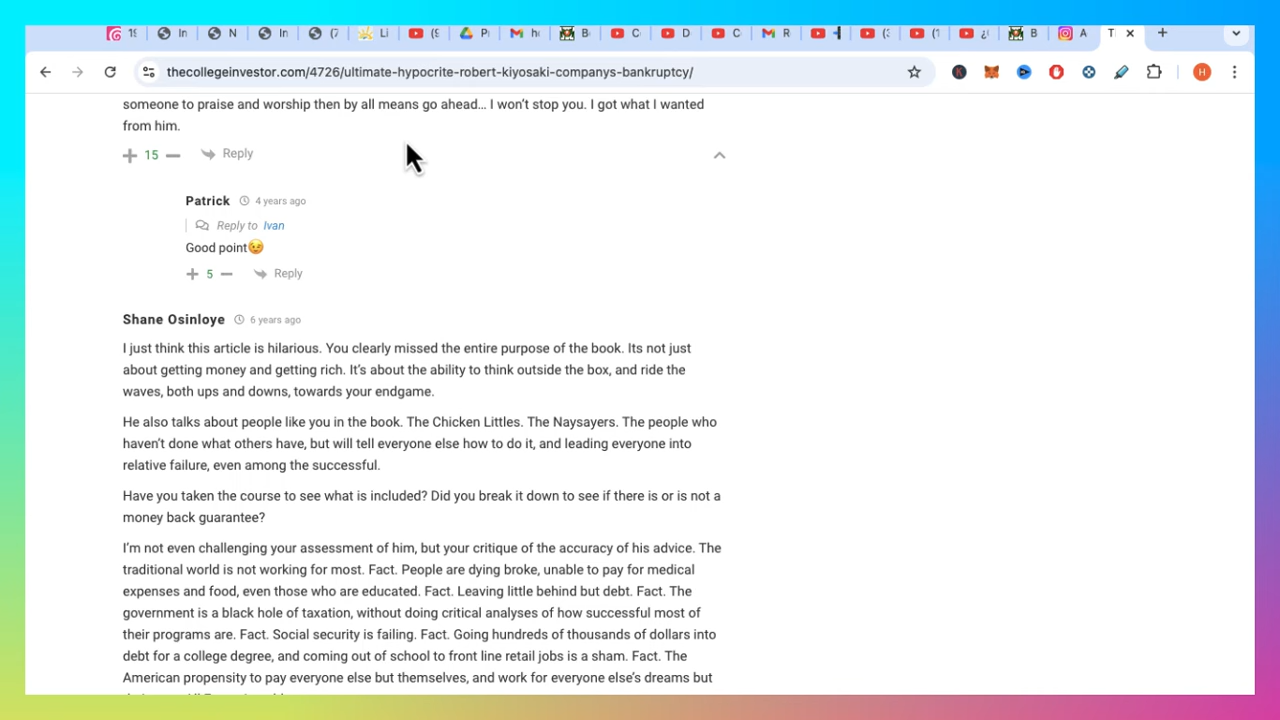 19
In
N
In
(7
Li
(9
P
he
B
C
D
C
R
(3
(1
B
A
T
thecollegeinvestor.com/4726/ultimate-hypocrite-robert-kiyosaki-companys-bankruptcy/
K
H
someone to praise and worship then by all means go ahead… I won’t stop you. I got what I wanted
from him.
15 Reply
Patrick 4 years ago
Reply to Ivan
Good point😉
5 Reply
Shane Osinloye 6 years ago
I just think this article is hilarious. You clearly missed the entire purpose of the book. Its not just
about getting money and getting rich. It’s about the ability to think outside the box, and ride the
waves, both ups and downs, towards your endgame.
He also talks about people like you in the book. The Chicken Littles. The Naysayers. The people who
haven’t done what others have, but will tell everyone else how to do it, and leading everyone into
relative failure, even among the successful.
Have you taken the course to see what is included? Did you break it down to see if there is or is not a
money back guarantee?
I’m not even challenging your assessment of him, but your critique of the accuracy of his advice. The
traditional world is not working for most. Fact. People are dying broke, unable to pay for medical
expenses and food, even those who are educated. Fact. Leaving little behind but debt. Fact. The
government is a black hole of taxation, without doing critical analyses of how successful most of
their programs are. Fact. Social security is failing. Fact. Going hundreds of thousands of dollars into
debt for a college degree, and coming out of school to front line retail jobs is a sham. Fact. The
American propensity to pay everyone else but themselves, and work for everyone else’s dreams but